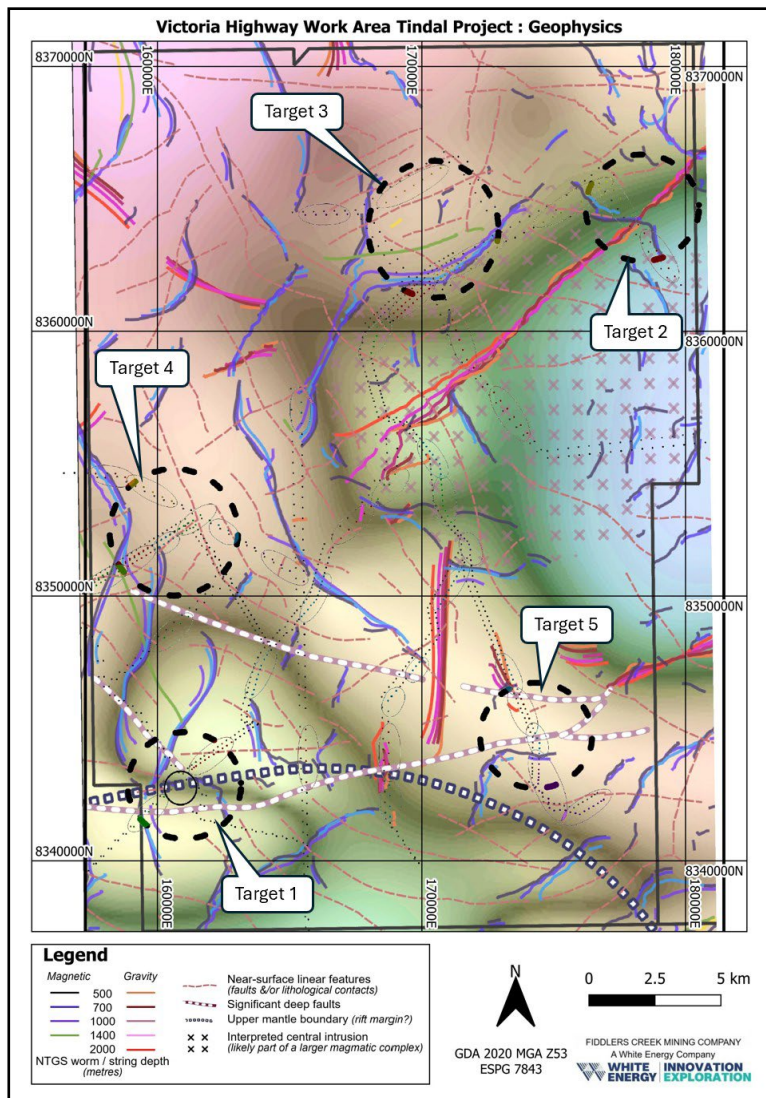 Victoria Highway Work Area Tindal Project : Geophysics
8370000N
160000E
170000E
180000E
8370000N
Target 3
Target 2
8360000N
8360000N
Target 4
8350000N
8350000N
Target 5
8340000N
8340000N
160000E
170000E
180000E
Target 1
Legend
Magnetic Gravity
500
700
1000
1400
2000
NTGS worm / string depth
(metres)
Near-surface linear features
(faults &/or lithological contacts)
Significant deep faults
Upper mantle boundary (rift margin?)
Interpreted central intrusion
(likely part of a larger magmatic complex)
N
GDA 2020 MGA Z53
ESPG 7843
0 2.5 5 km
FIDDLERS CREEK MINING COMPANY
A White Energy Company
WHITE ENERGY
INNOVATION EXPLORATION